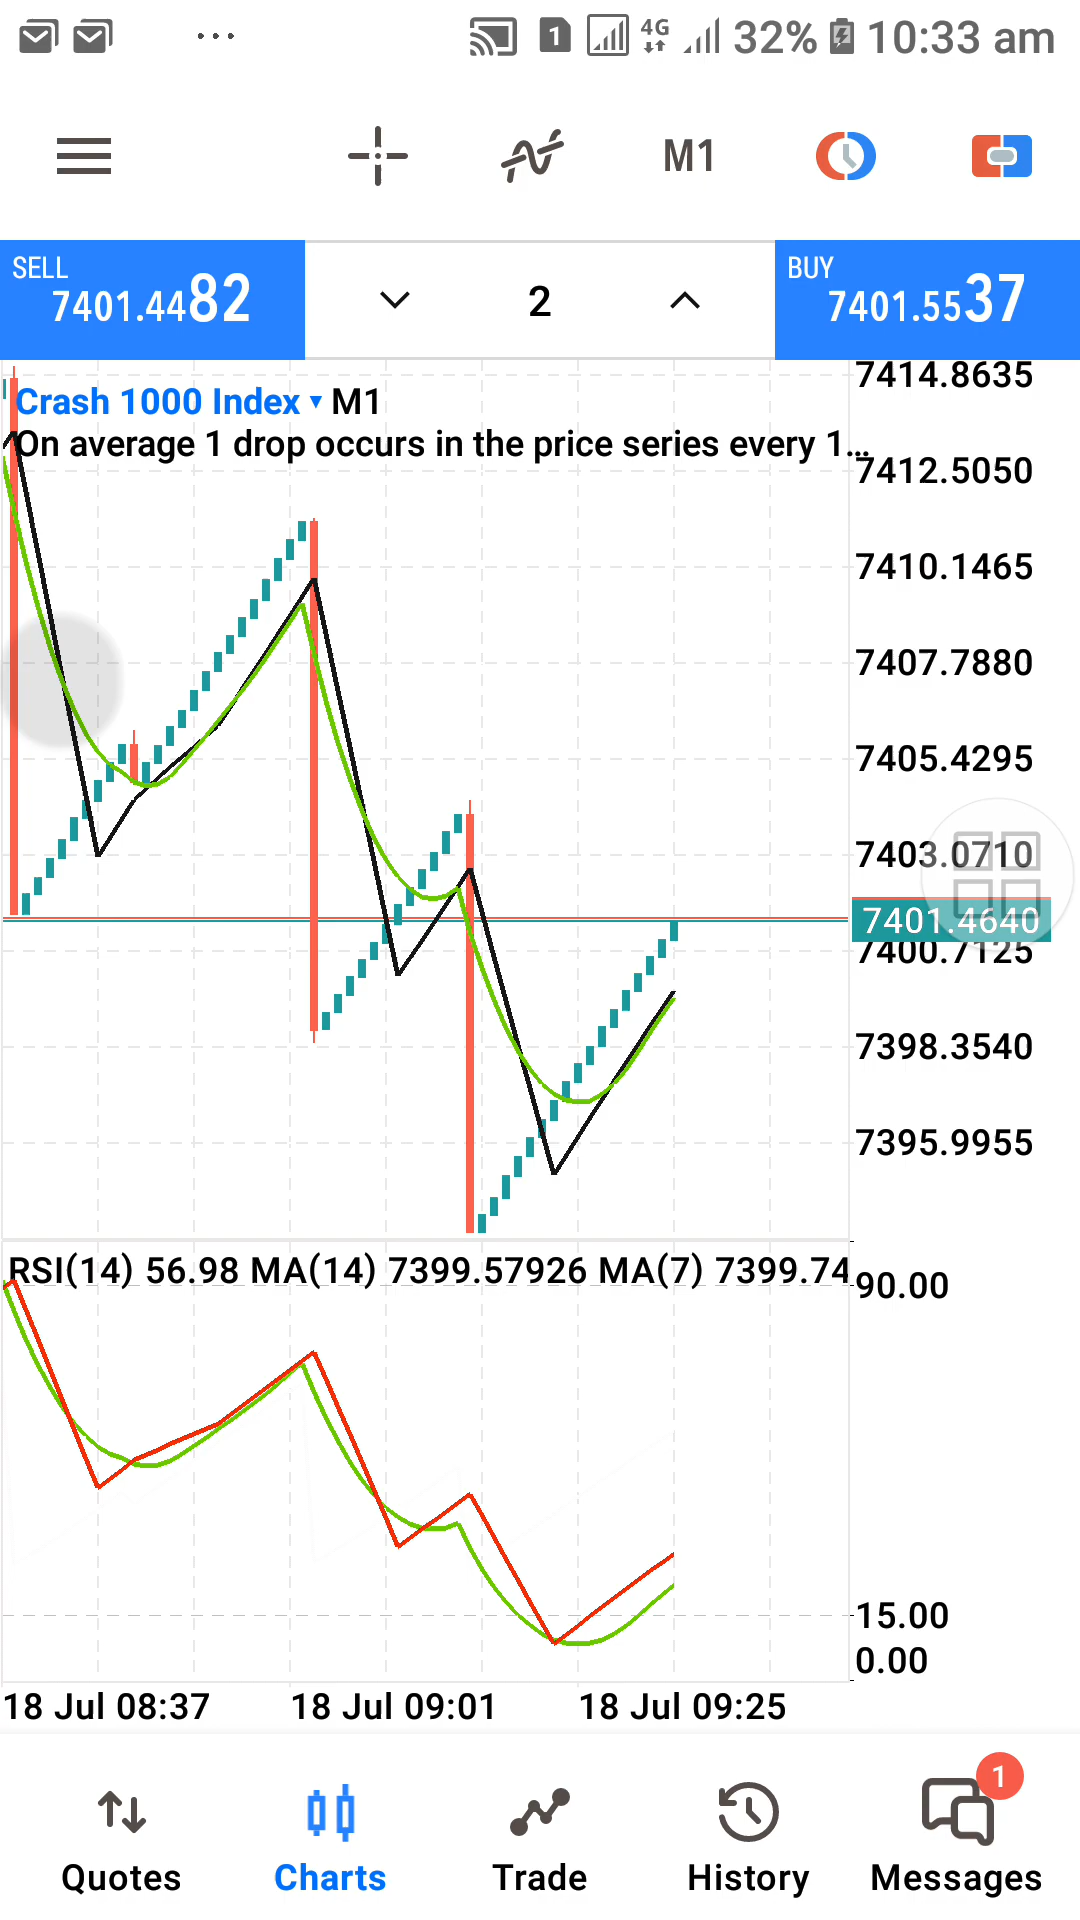 1 4G 32% 10:33 am
M1
SELL 7401.4482
2
BUY 7401.5537
7414.8635
Crash 1000 Index ▾ M1
On average 1 drop occurs in the price series every 1...
7412.5050
7410.1465
7407.7880
7405.4295
7403.0710
7401.4640
7400.7125
7398.3540
7395.9955
RSI(14) 56.98 MA(14) 7399.57926 MA(7) 7399.74
90.00
15.00
0.00
18 Jul 08:37 18 Jul 09:01 18 Jul 09:25
1
Quotes Charts Trade History Messages